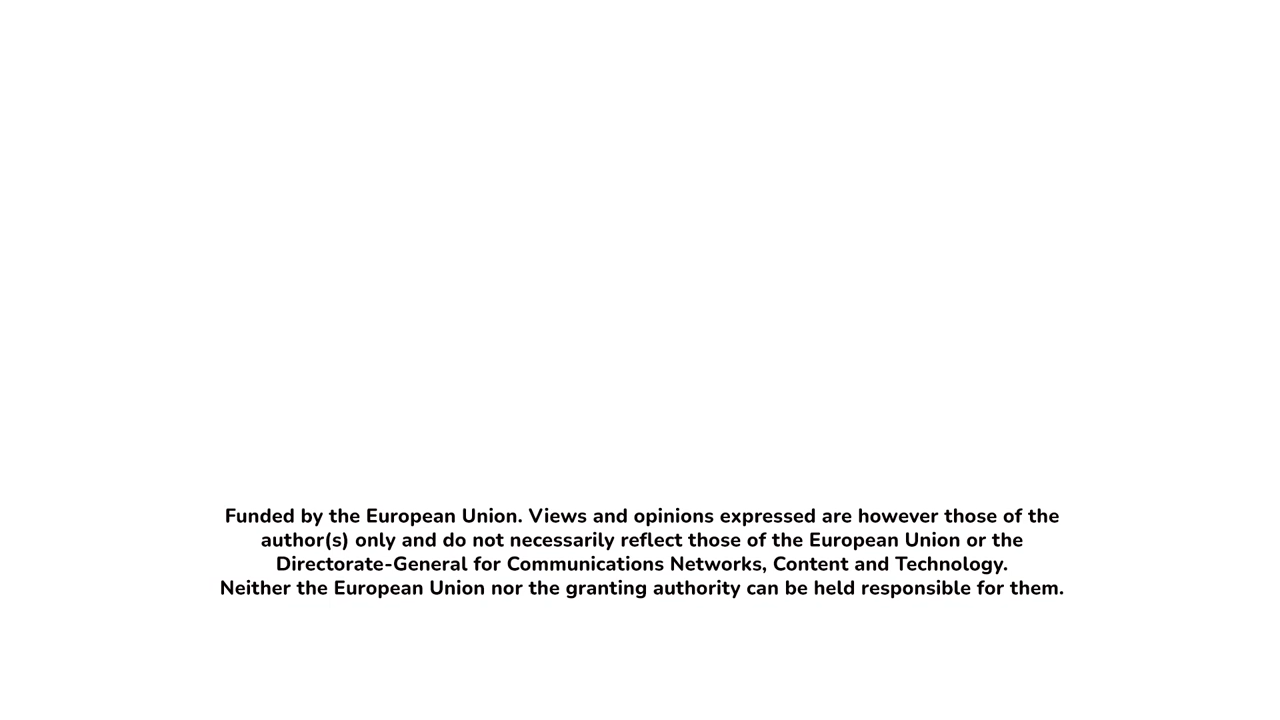 Funded by the European Union. Views and opinions expressed are however those of the
author(s) only and do not necessarily reflect those of the European Union or the
Directorate-General for Communications Networks, Content and Technology.
Neither the European Union nor the granting authority can be held responsible for them.